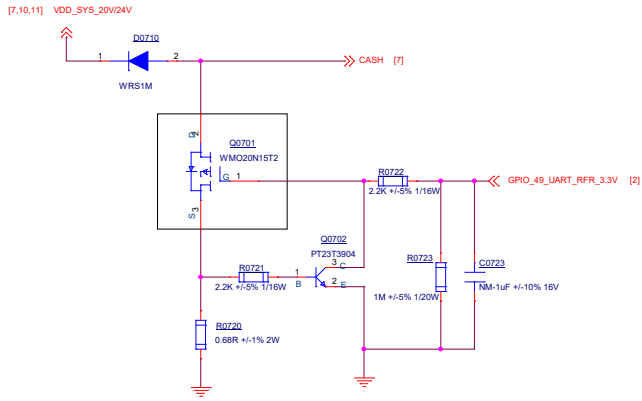 [7,10,11] VDD_SYS_20V/24V
D0710
1 2
WRS1M
CASH [7]
D 2
Q0701
WMO20N15T2
G 1
S 3
R0722
2.2K +/-5% 1/16W
GPIO_49_UART_RFR_3.3V [2]
Q0702
PT23T3904
3 C
1 B
2 E
R0721
2.2K +/-5% 1/16W
R0723
1M +/-5% 1/20W
C0723
NM-1uF +/-10% 16V
R0720
0.68R +/-1% 2W